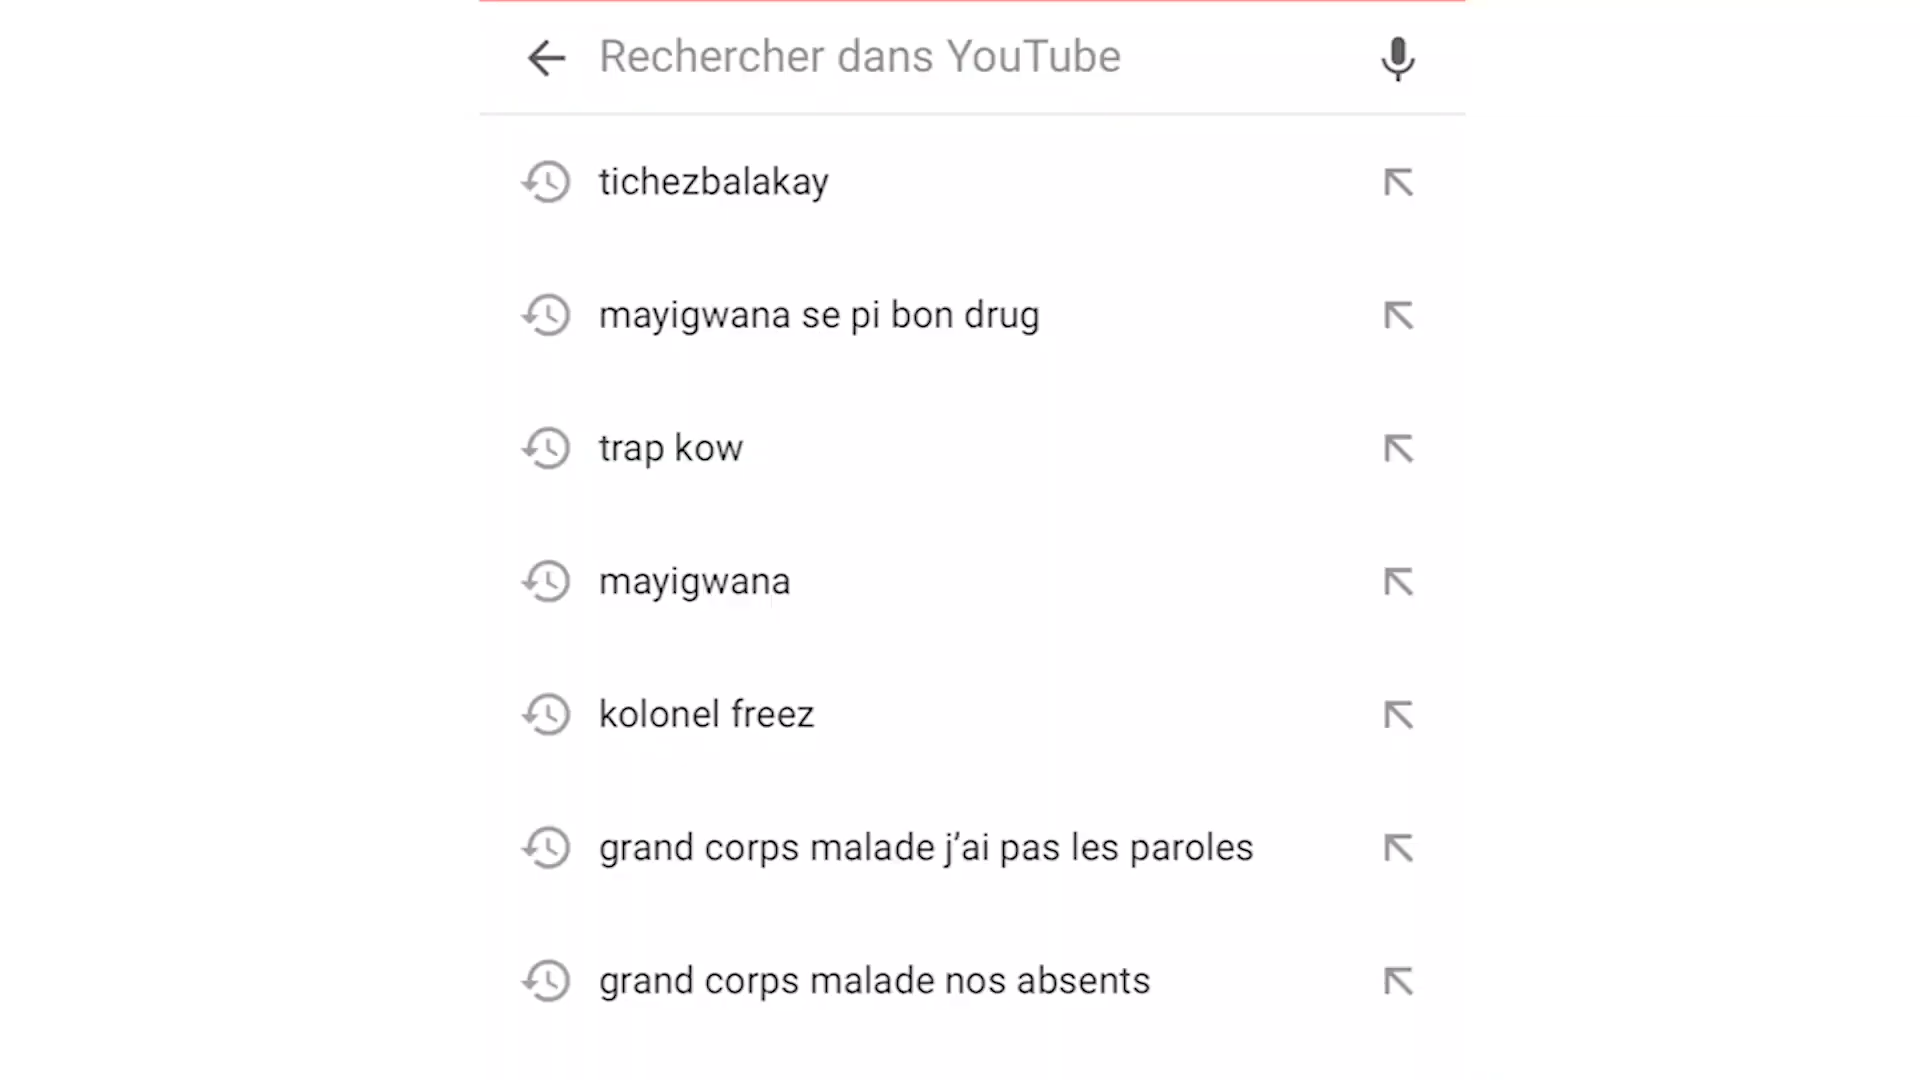 Rechercher dans YouTube
tichezbalakay
mayigwana se pi bon drug
trap kow
mayigwana
kolonel freez
grand corps malade j’ai pas les paroles
grand corps malade nos absents